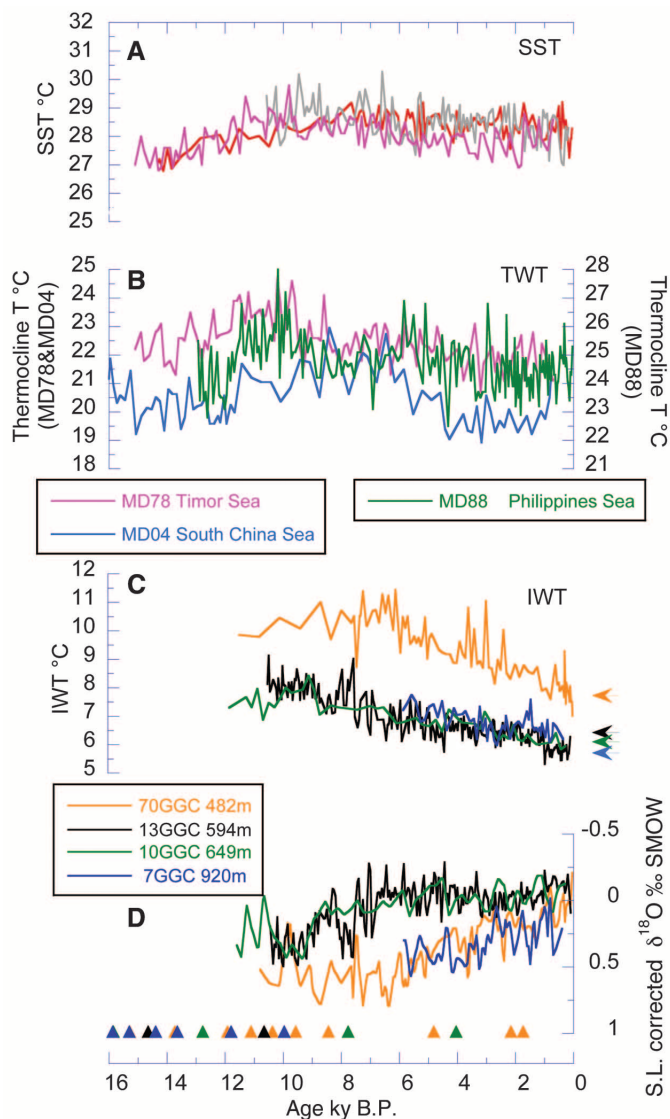 A
SST
SST °C
32
31
30
29
28
27
26
25
B
TWT
Thermocline T °C
(MD78&MD04)
25
24
23
22
21
20
19
18
28
27
26
25
24
23
22
21
Thermocline T °C
(MD88)
MD78 Timor Sea
MD04 South China Sea
MD88 Philippines Sea
C
IWT
IWT °C
12
11
10
9
8
7
6
5
70GGC 482m
13GGC 594m
10GGC 649m
7GGC 920m
D
-0.5
0
0.5
1
S.L. corrected δ18O ‰ SMOW
16 14 12 10 8 6 4 2 0
Age ky B.P.